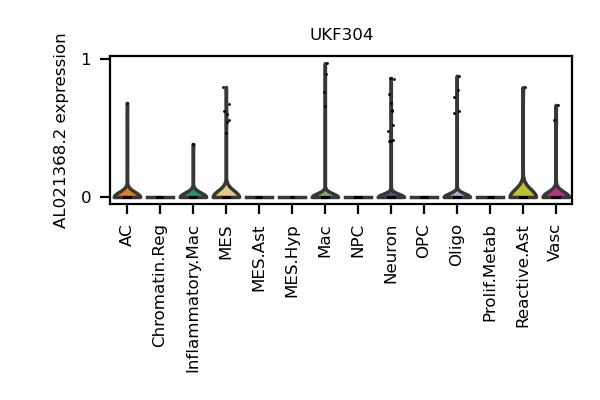 UKF304
AL021368.2 expression
1
0
AC
Chromatin.Reg
Inflammatory.Mac
MES
MES.Ast
MES.Hyp
Mac
NPC
Neuron
OPC
Oligo
Prolif.Metab
Reactive.Ast
Vasc